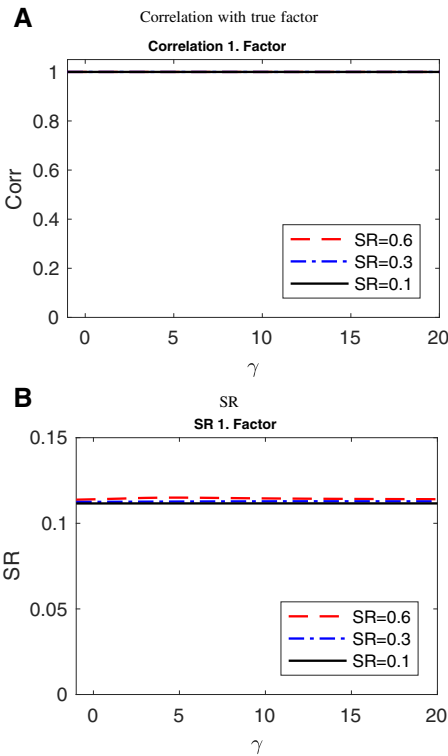 A
Correlation with true factor
Correlation 1. Factor
1
0.8
0.6
0.4
0.2
0
Corr
SR=0.6
SR=0.3
SR=0.1
0 5 10 15 20
γ
B
SR
SR 1. Factor
0.15
0.1
0.05
0
SR
SR=0.6
SR=0.3
SR=0.1
0 5 10 15 20
γ